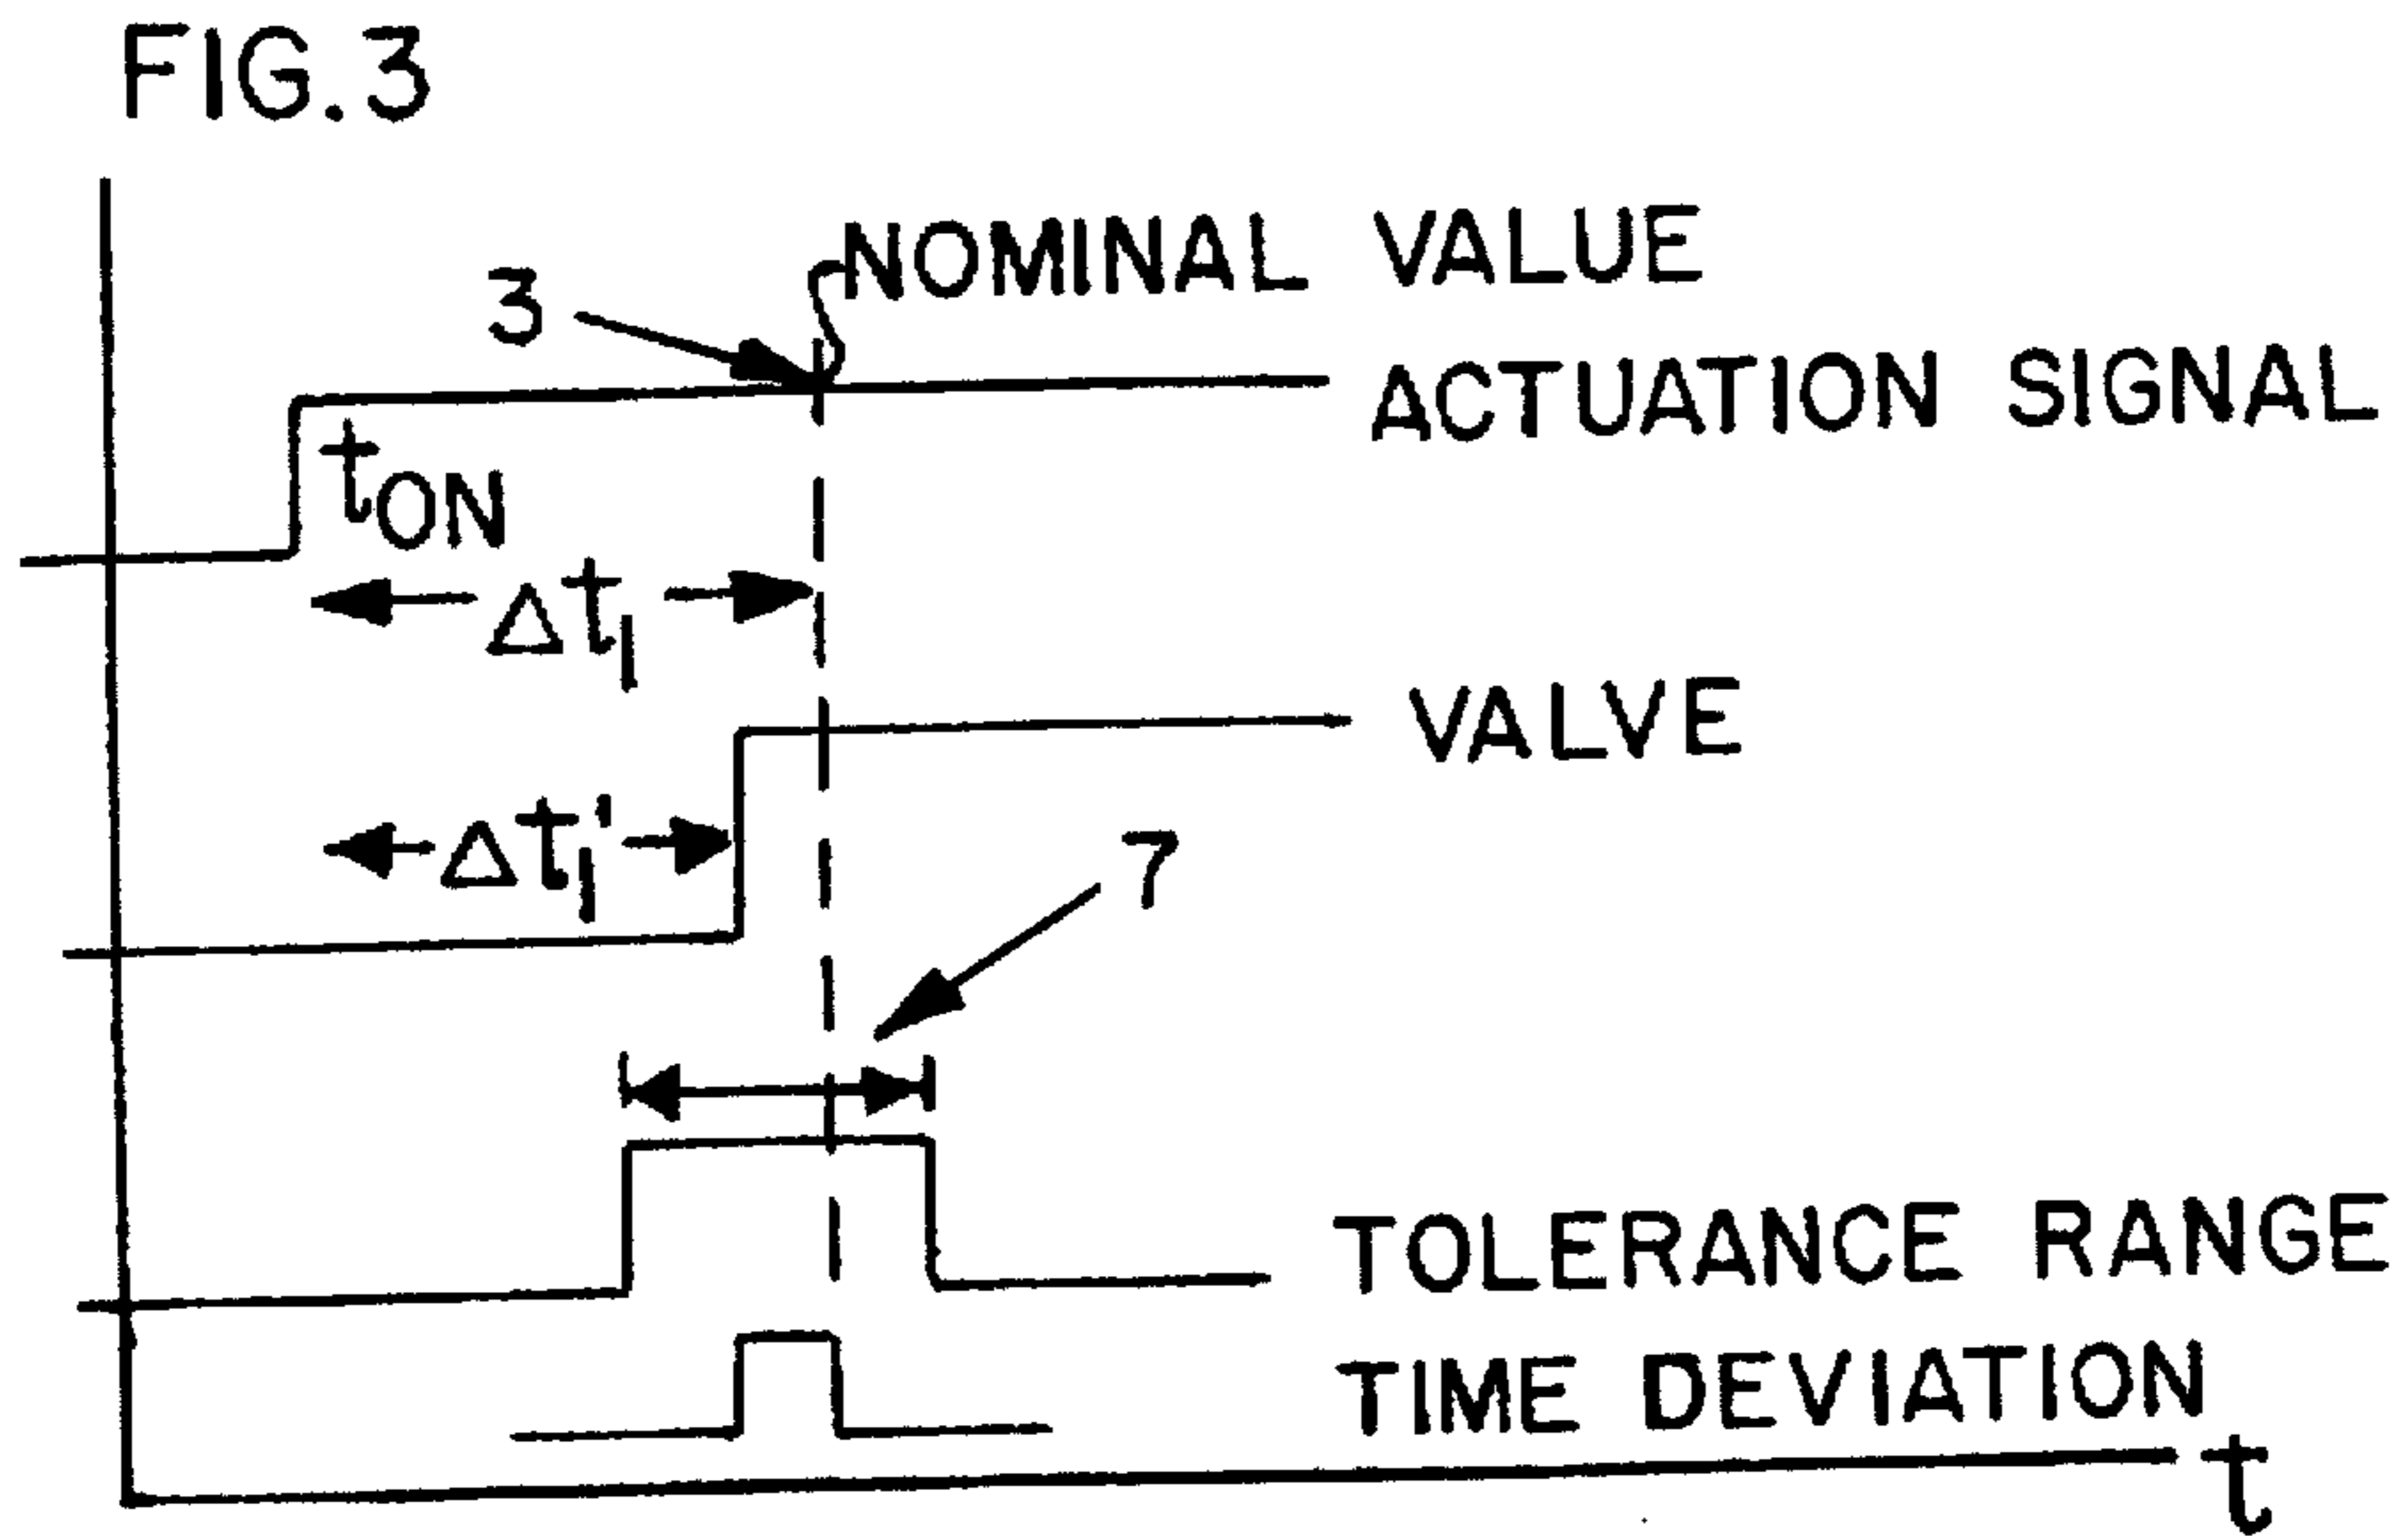 FIG.3
NOMINAL VALUE
3
ACTUATION SIGNAL
tON
Δt1
VALVE
Δt1'
7
TOLERANCE RANGE
TIME DEVIATION
t